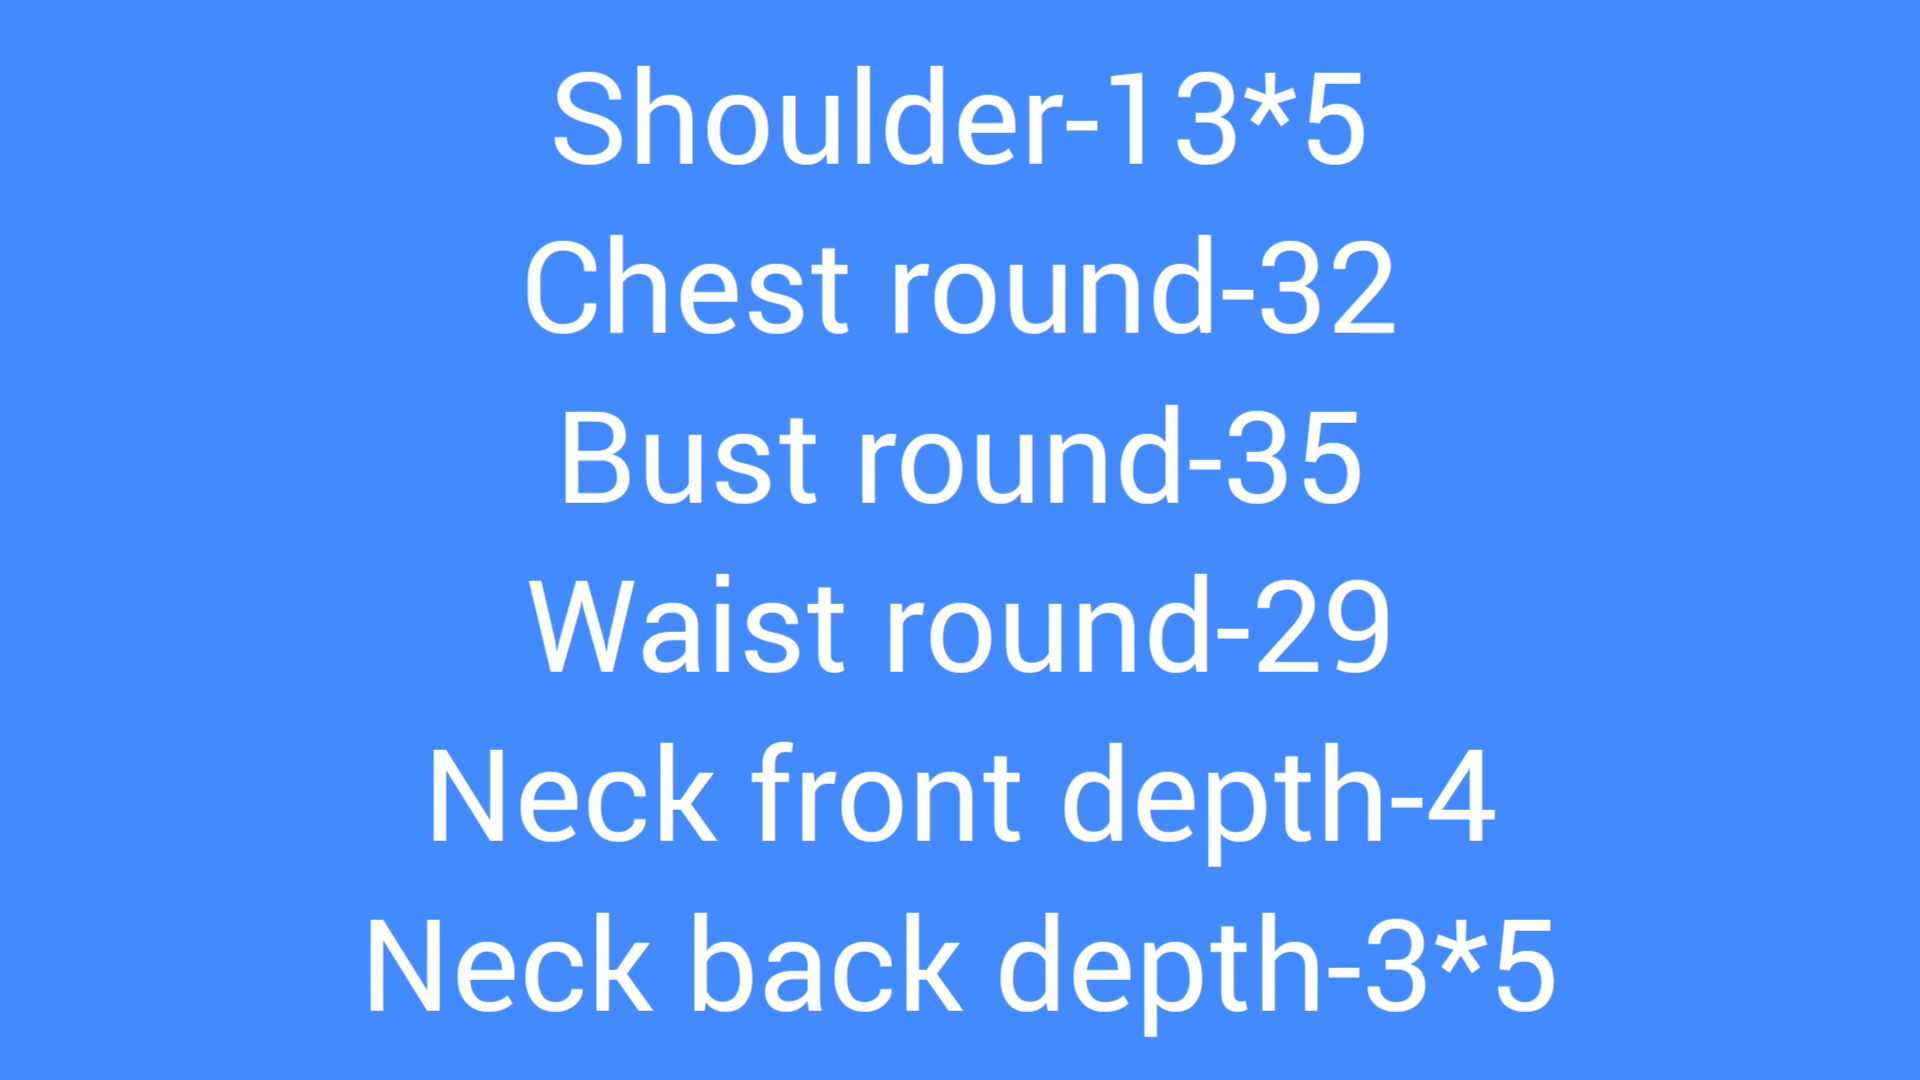 Shoulder-13*5
Chest round-32
Bust round-35
Waist round-29
Neck front depth-4
Neck back depth-3*5